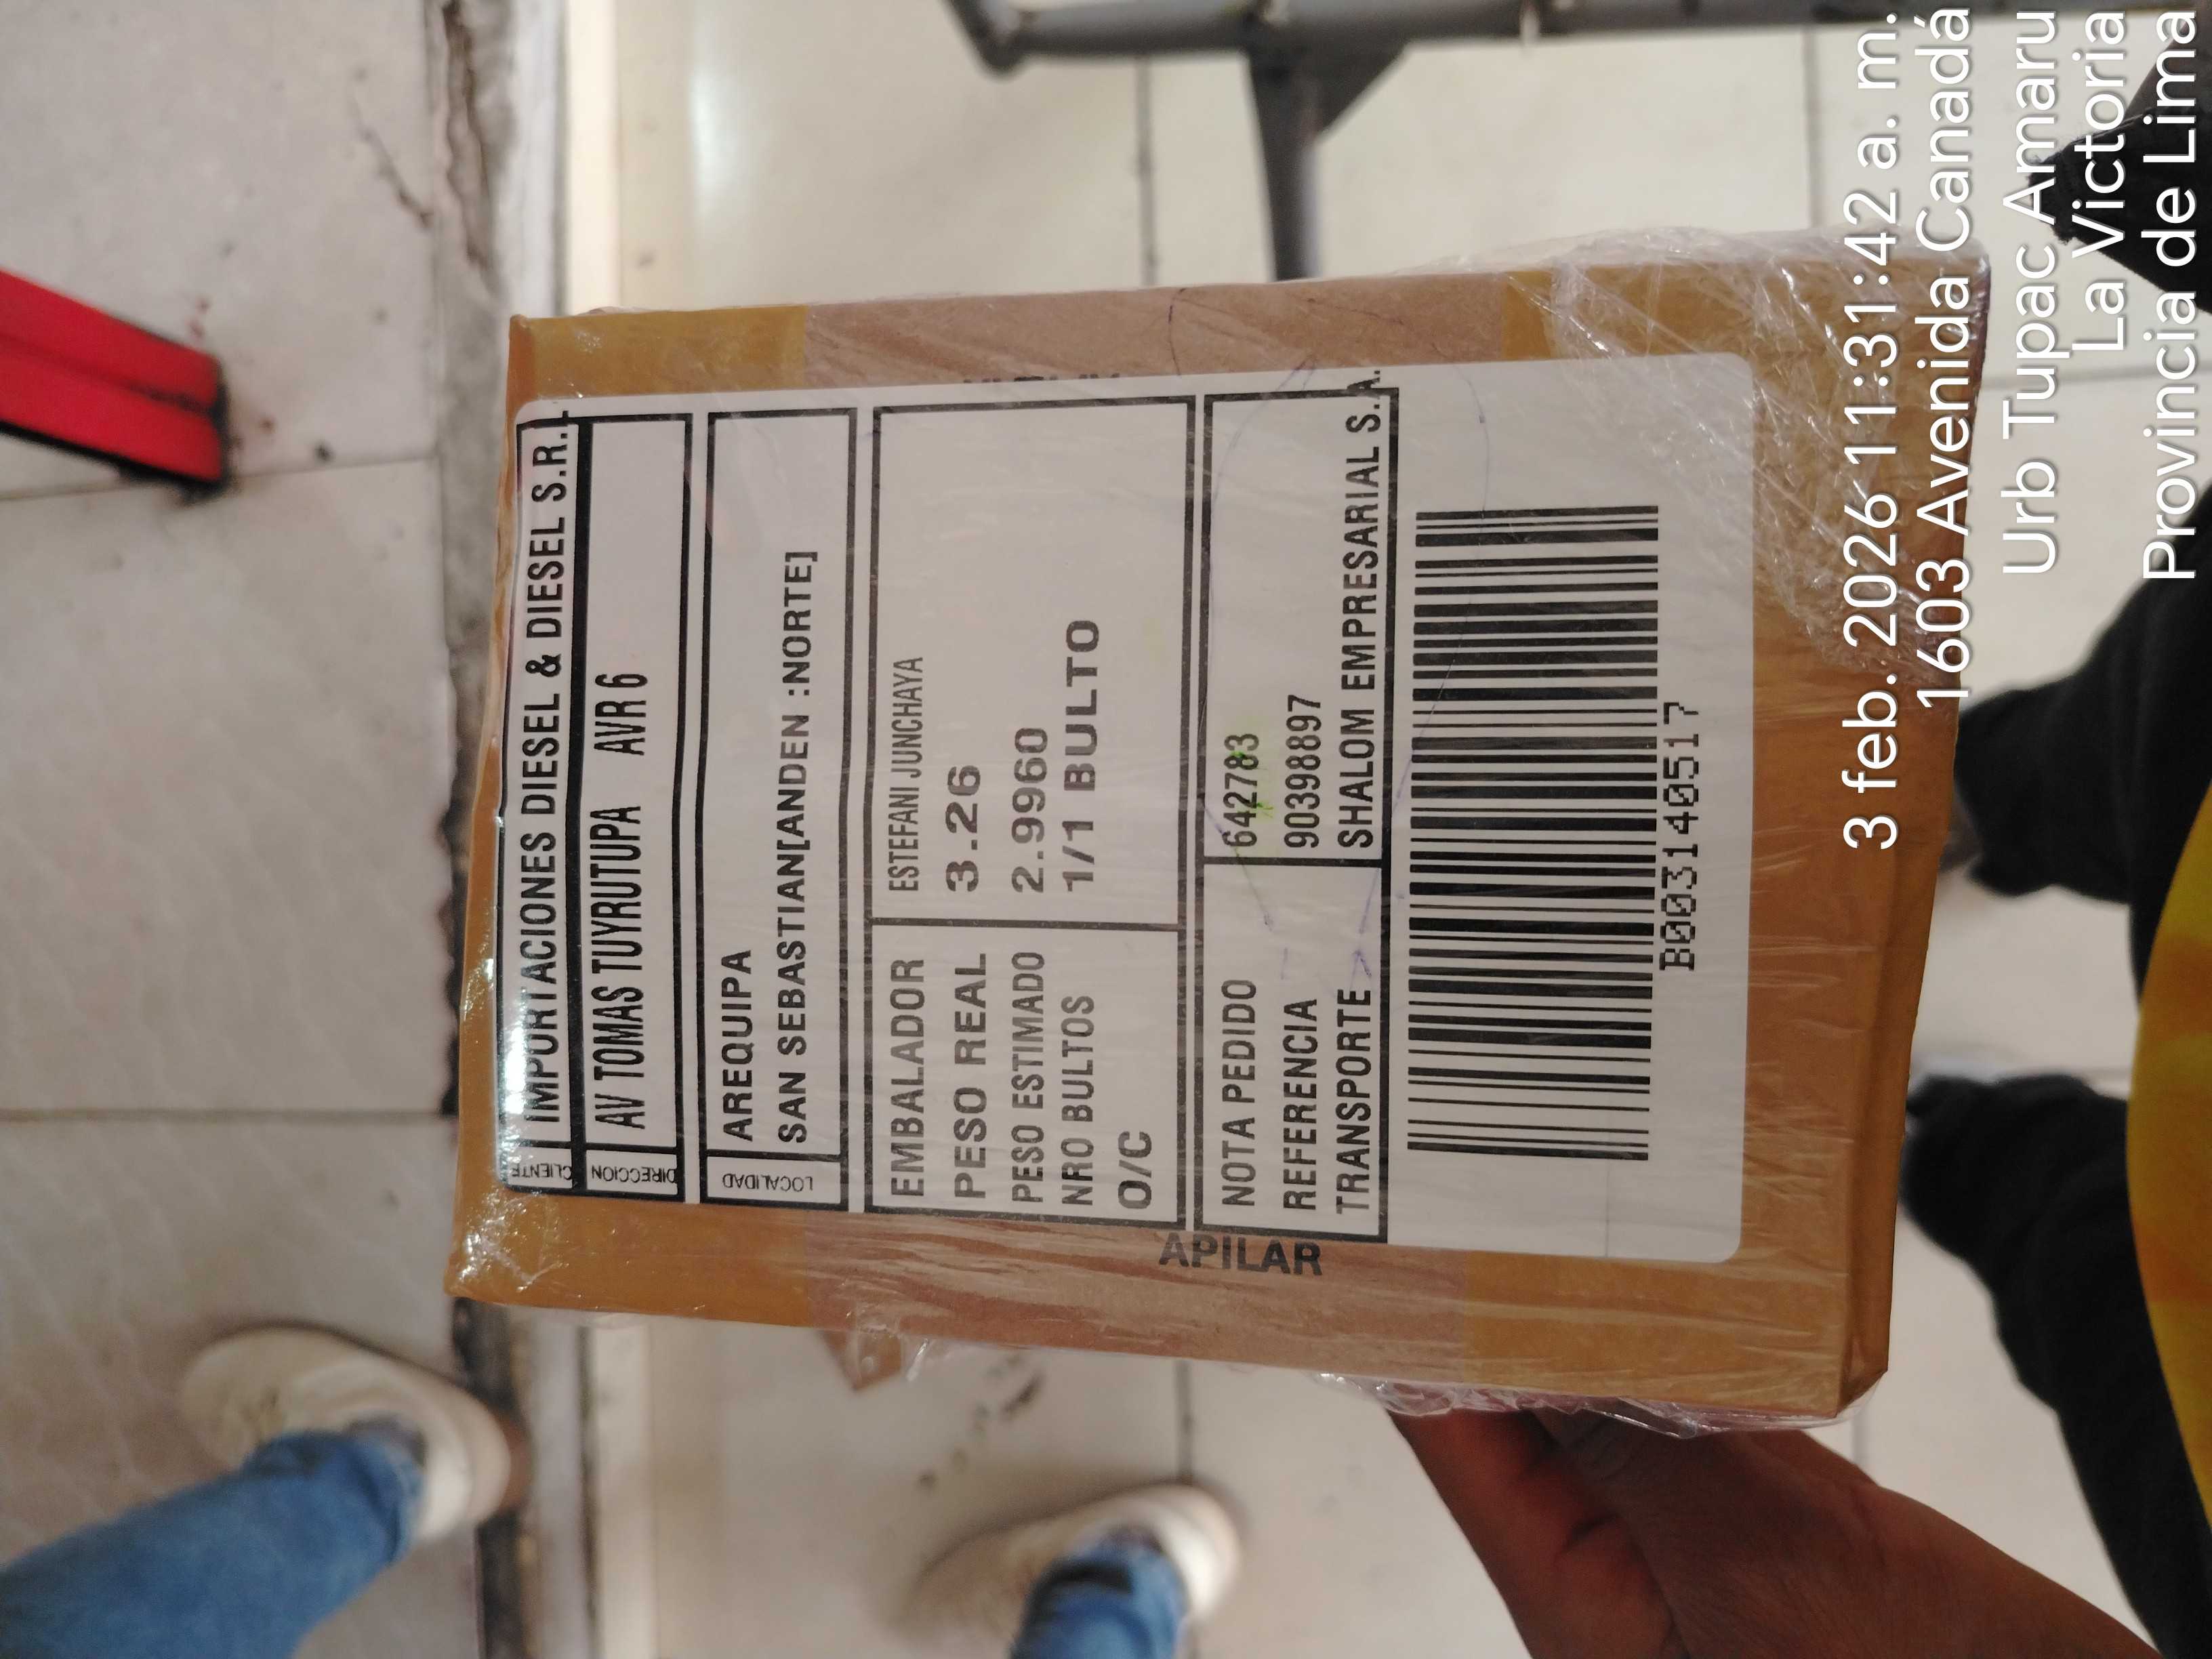 CLIENTE IMPORTACIONES DIESEL & DIESEL S.R.L
DIRECCION AV TOMAS TUYRUTUPA AVR 6
LOCALIDAD AREQUIPA
SAN SEBASTIAN[ANDEN :NORTE]
EMBALADOR ESTEFANI JUNCHAYA
PESO REAL 3.26
PESO ESTIMADO 2.9960
NRO BULTOS 1/1 BULTO
O/C
NOTA PEDIDO 642783
REFERENCIA 90398897
TRANSPORTE SHALOM EMPRESARIAL S.A.
B003140517
APILAR
3 feb. 2026 11:31:42 a. m.
1603 Avenida Canadá
Urb Tupac Amaru
La Victoria
Provincia de Lima